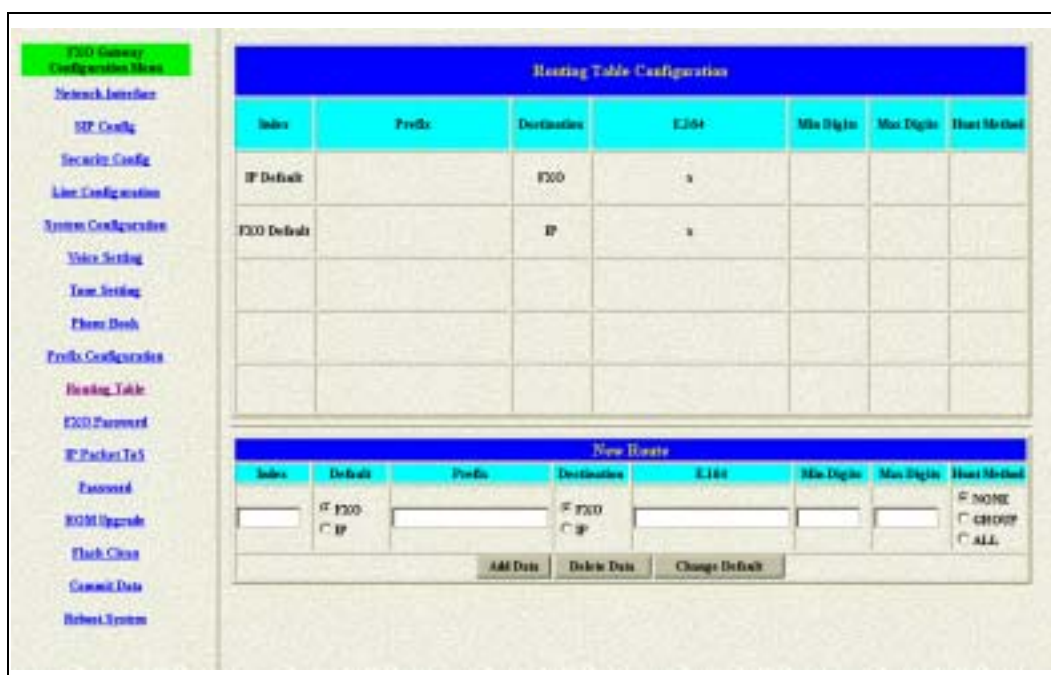 FXO Gateway
Configuration Menu
Network Interface
SIP Config
Security Config
Line Configuration
System Configuration
Voice Setting
Tone Setting
Phone Book
Prefix Configuration
Routing Table
FXO Password
IP Packet ToS
Password
ROM Upgrade
Flash Clean
Commit Data
Reboot System
Routing Table Configuration
Index Prefix Destination E.164 Min Digits Max Digits Hunt Method
IP Default FXO x
FXO Default IP x
New Route
Index Default Prefix Destination E.164 Min Digits Max Digits Hunt Method
FXO FXO NONE
IP IP GROUP
ALL
Add Data Delete Data Change Default